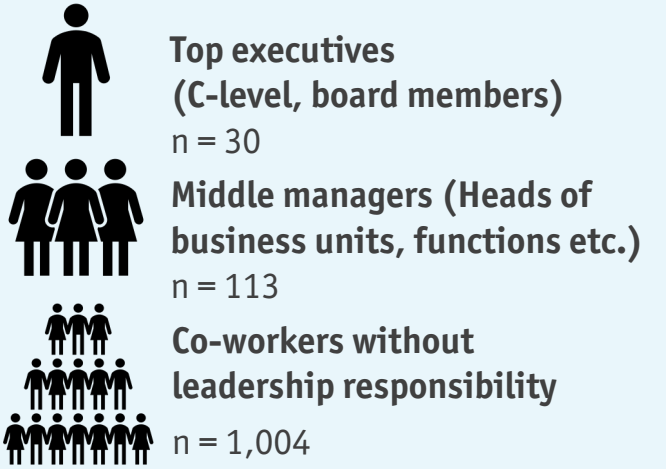 Top executives
(C-level, board members)
n = 30
Middle managers (Heads of
business units, functions etc.)
n = 113
Co-workers without
leadership responsibility
n = 1,004